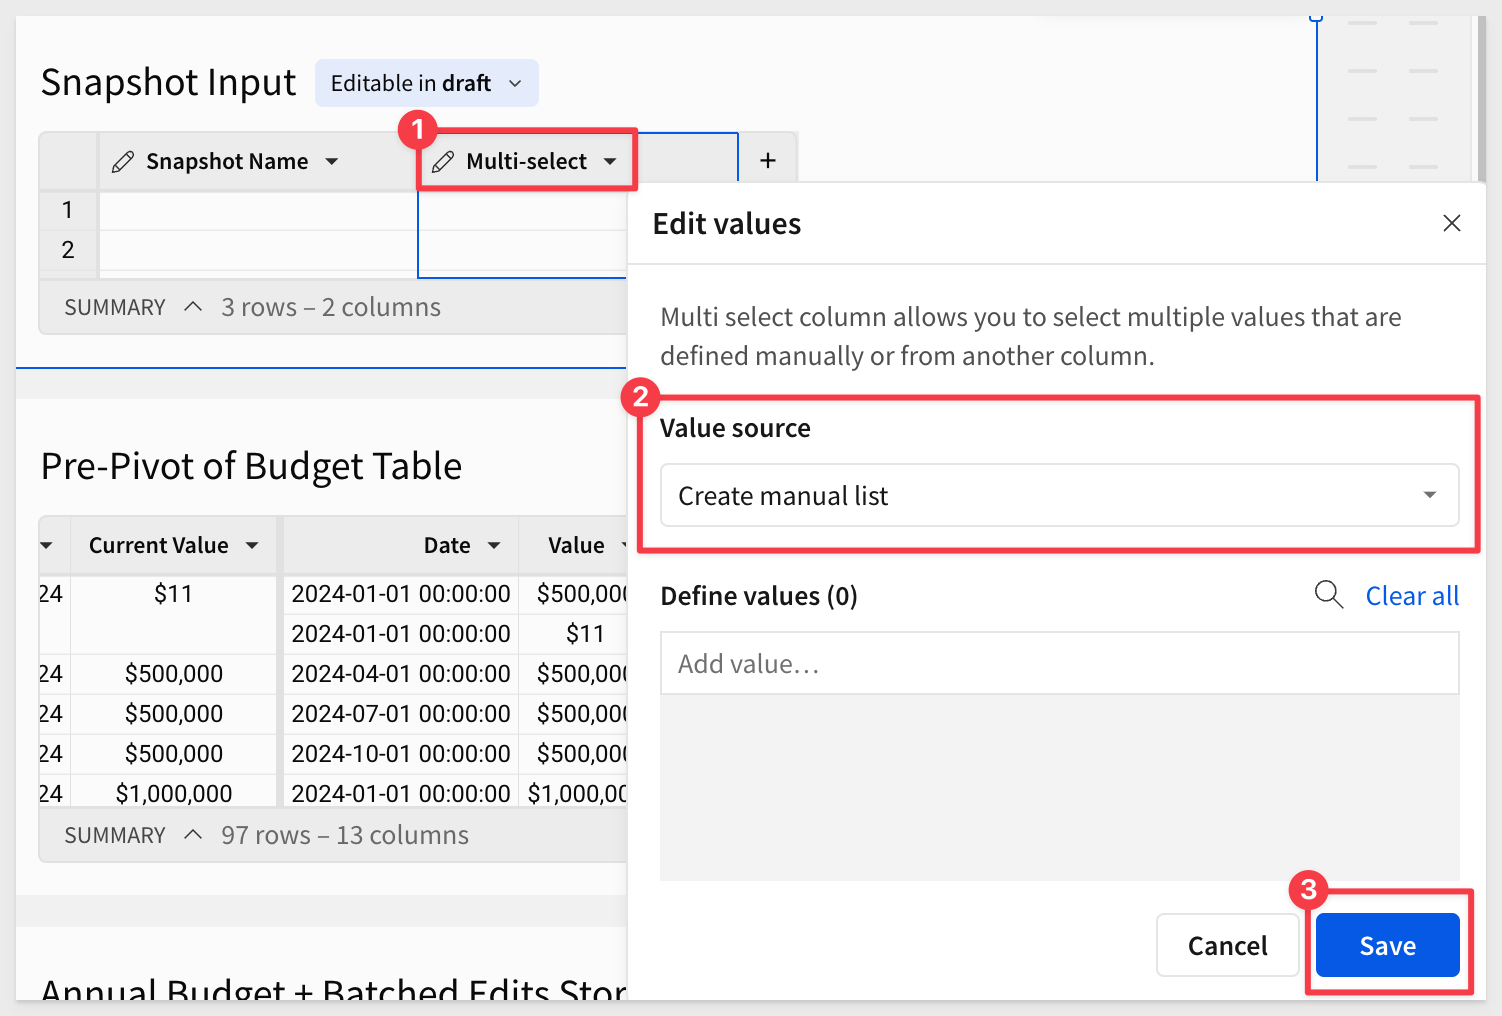 Snapshot Input
Editable in draft
1
Snapshot Name
Multi-select
+
1
2
SUMMARY 3 rows – 2 columns
Edit values
Multi select column allows you to select multiple values that are
defined manually or from another column.
2
Value source
Create manual list
Define values (0)
Clear all
Add value…
3
Cancel
Save
Pre-Pivot of Budget Table
Current Value Date Value
24 $11 2024-01-01 00:00:00 $500,000
2024-01-01 00:00:00 $11
24 $500,000 2024-04-01 00:00:00 $500,000
24 $500,000 2024-07-01 00:00:00 $500,000
24 $500,000 2024-10-01 00:00:00 $500,000
24 $1,000,000 2024-01-01 00:00:00 $1,000,00
SUMMARY 97 rows – 13 columns
Annual Budget + Batched Edits Stor